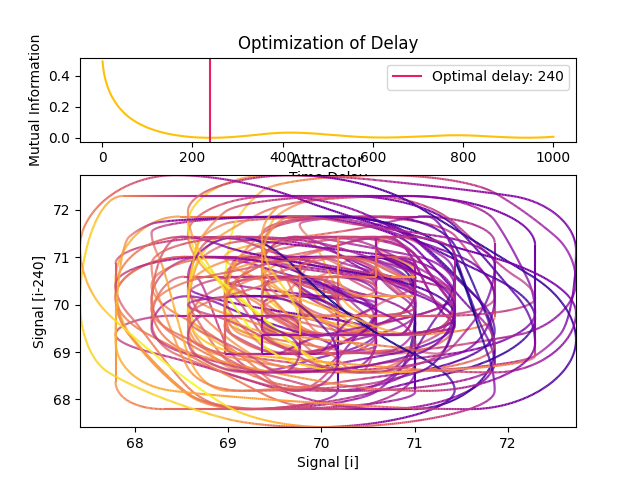 Optimization of Delay
Mutual Information
0.4
0.2
0.0
Optimal delay: 240
0 200 400 600 800 1000
Attractor
Signal [i-240]
72
71
70
69
68
68 69 70 71 72
Signal [i]